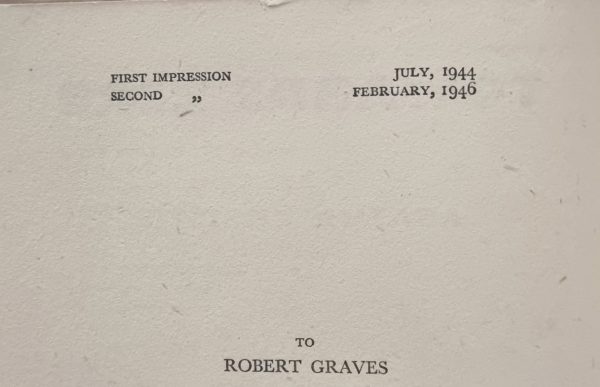 FIRST IMPRESSION JULY, 1944
SECOND „ FEBRUARY, 1946
TO
ROBERT GRAVES